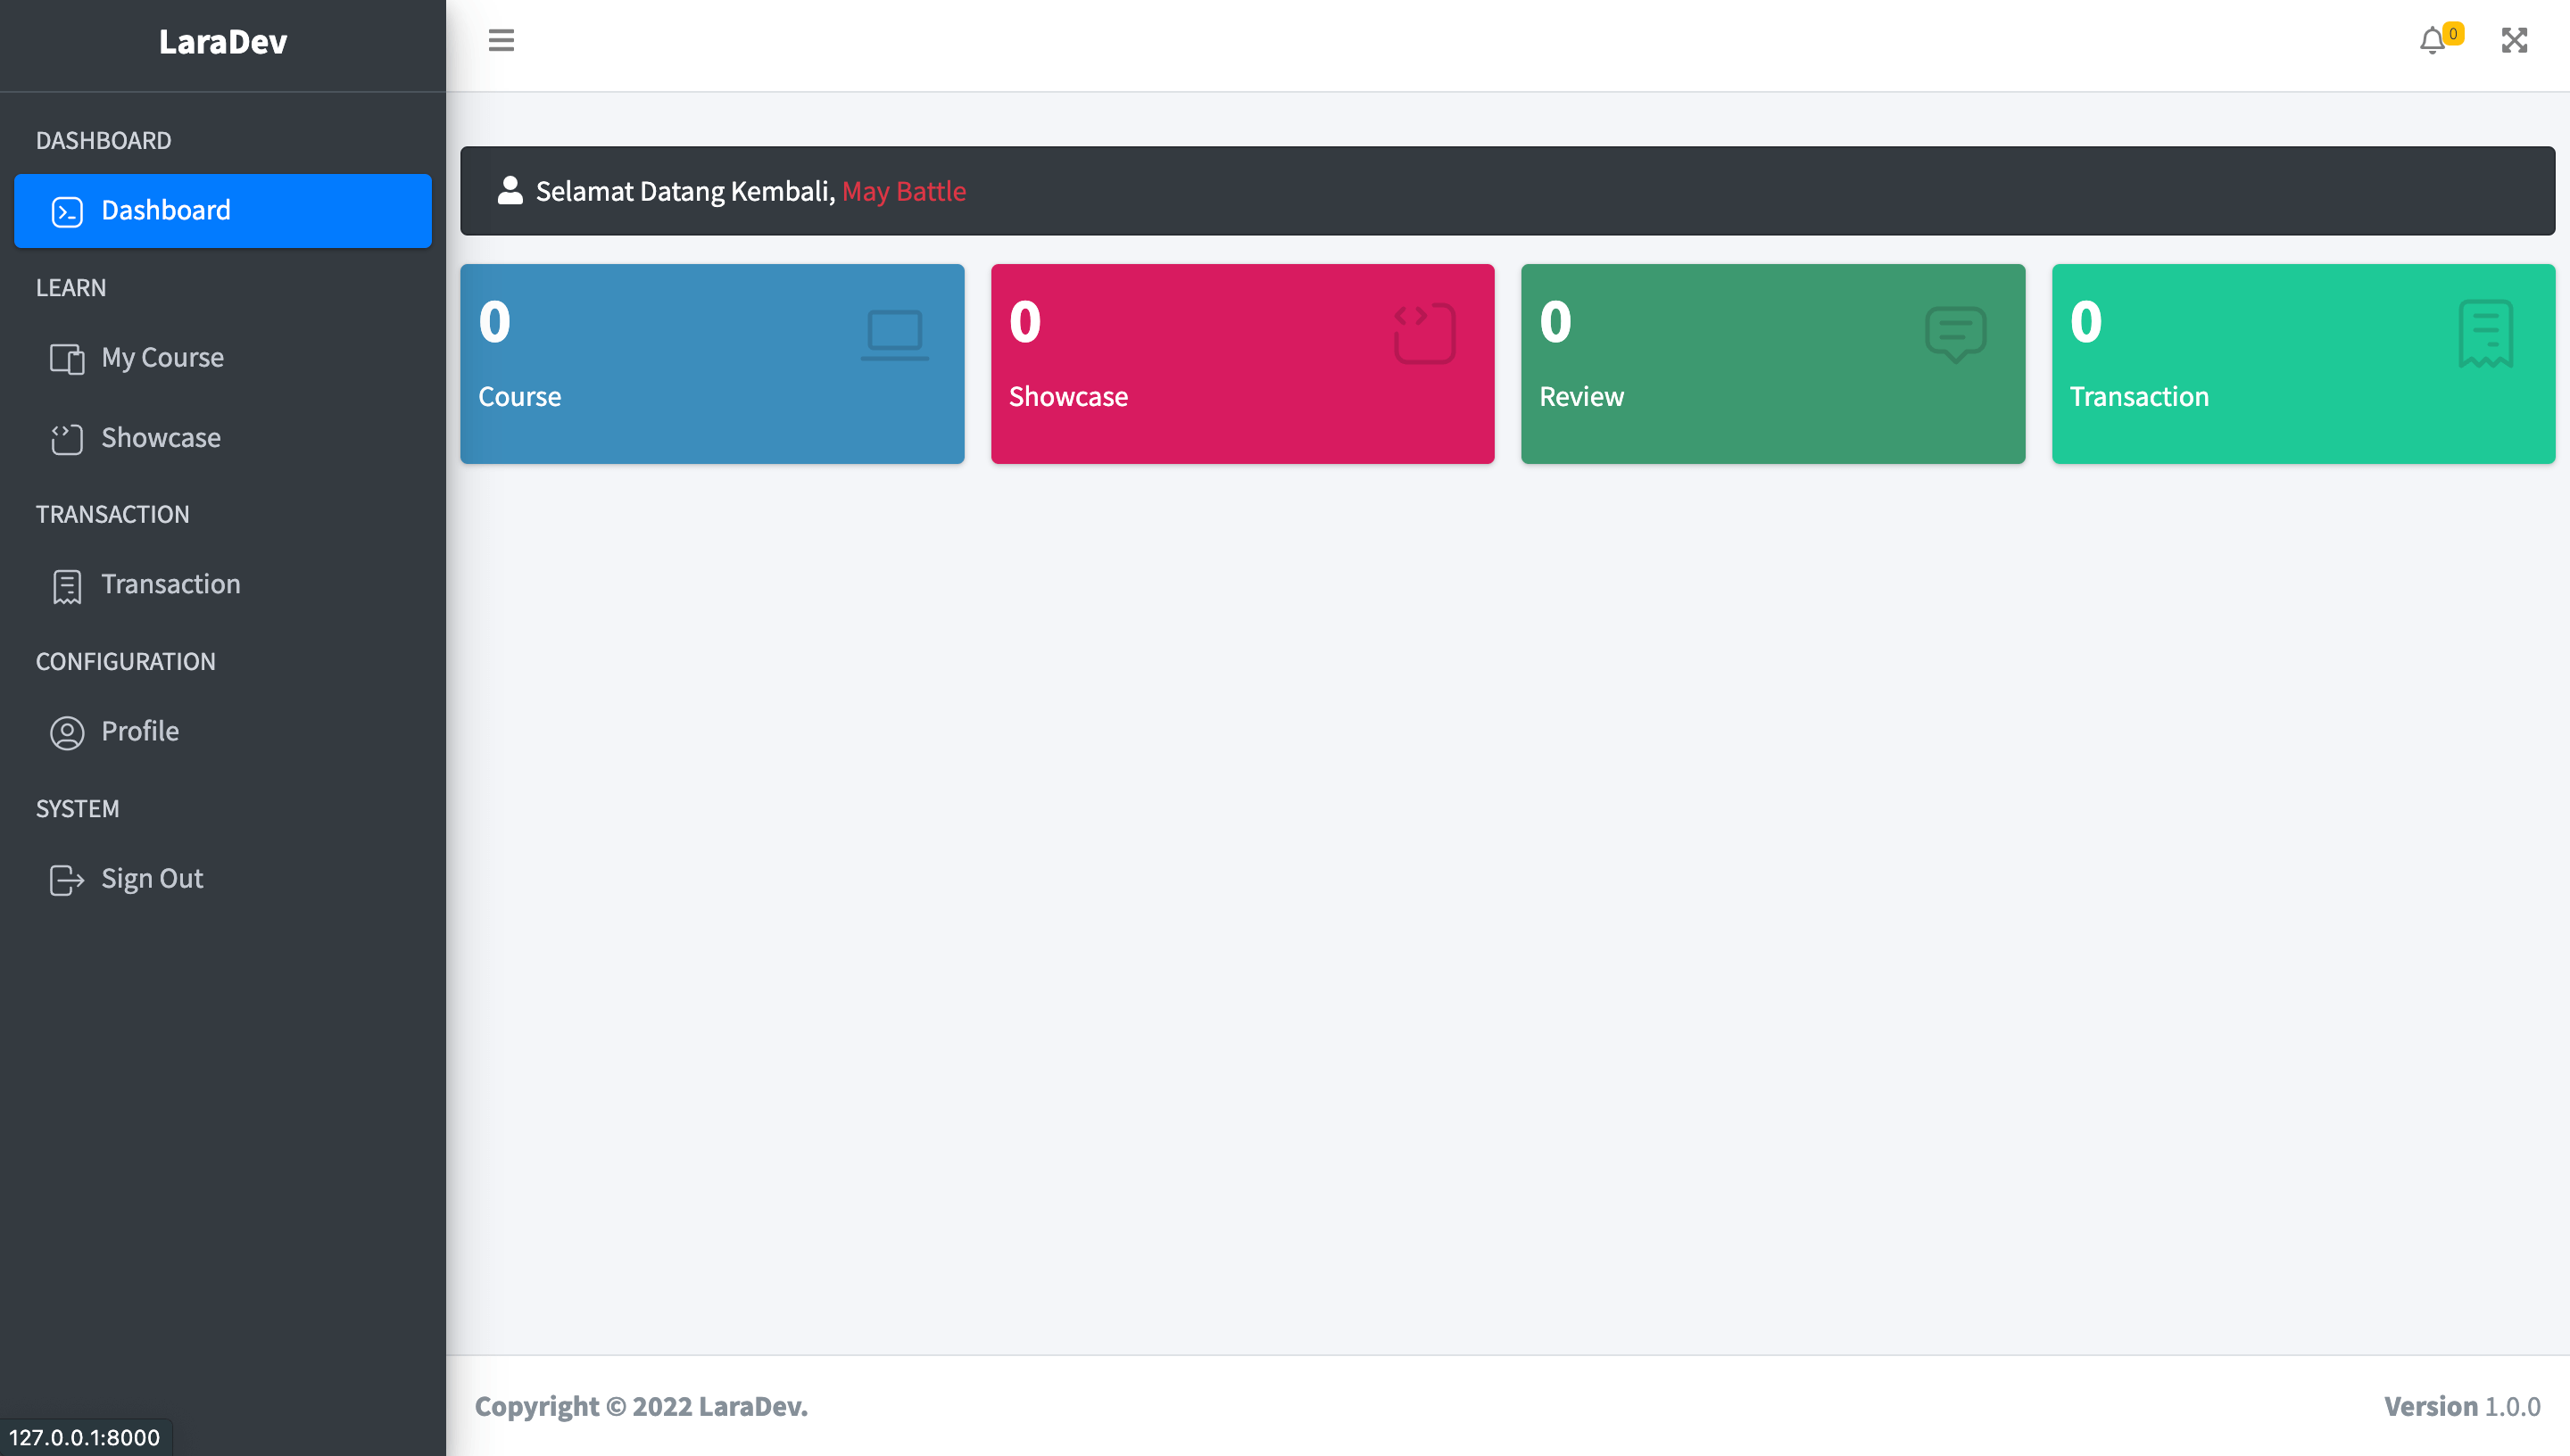 LaraDev
0
DASHBOARD
Dashboard
LEARN
My Course
Showcase
TRANSACTION
Transaction
CONFIGURATION
Profile
SYSTEM
Sign Out
Selamat Datang Kembali, May Battle
0
Course
0
Showcase
0
Review
0
Transaction
Copyright © 2022 LaraDev.
Version 1.0.0
127.0.0.1:8000